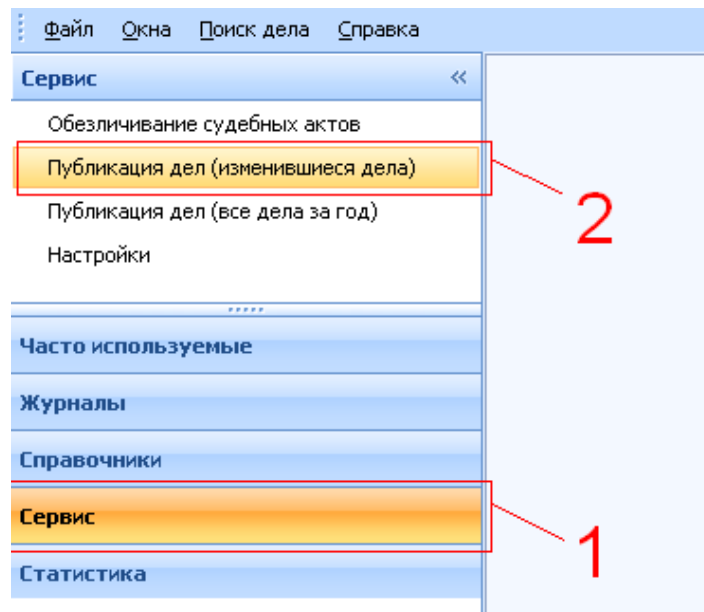 Файл Окна Поиск дела Справка
Сервис «
Обезличивание судебных актов
Публикация дел (изменившиеся дела)
2
Публикация дел (все дела за год)
Настройки
Часто используемые
Журналы
Справочники
Сервис
1
Статистика